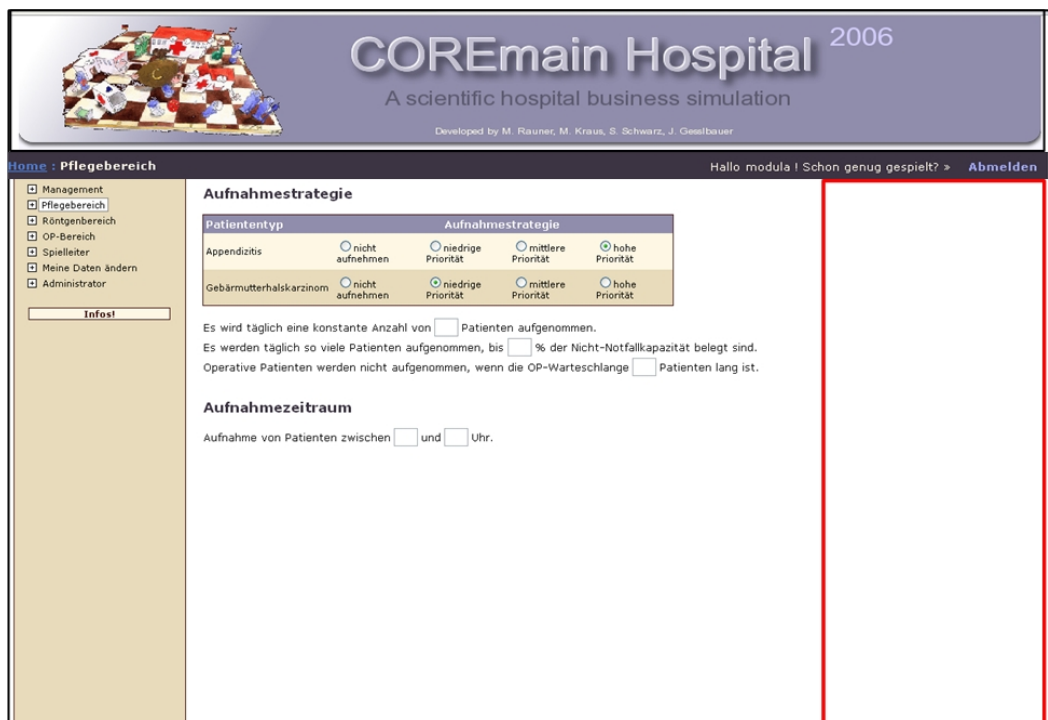 COREmain Hospital 2006
A scientific hospital business simulation
Developed by M. Rauner, M. Kraus, S. Schwarz, J. Gesslbauer
Home : Pflegebereich
Hallo modula ! Schon genug gespielt? » Abmelden
Management
Pflegebereich
Röntgenbereich
OP-Bereich
Spielleiter
Meine Daten ändern
Administrator
Infos!
Aufnahmestrategie
Patiententyp Aufnahmestrategie
Appendizitis nicht aufnehmen niedrige Priorität mittlere Priorität hohe Priorität
Gebärmutterhalskarzinom nicht aufnehmen niedrige Priorität mittlere Priorität hohe Priorität
Es wird täglich eine konstante Anzahl von Patienten aufgenommen.
Es werden täglich so viele Patienten aufgenommen, bis % der Nicht-Notfallkapazität belegt sind.
Operative Patienten werden nicht aufgenommen, wenn die OP-Warteschlange Patienten lang ist.
Aufnahmezeitraum
Aufnahme von Patienten zwischen und Uhr.